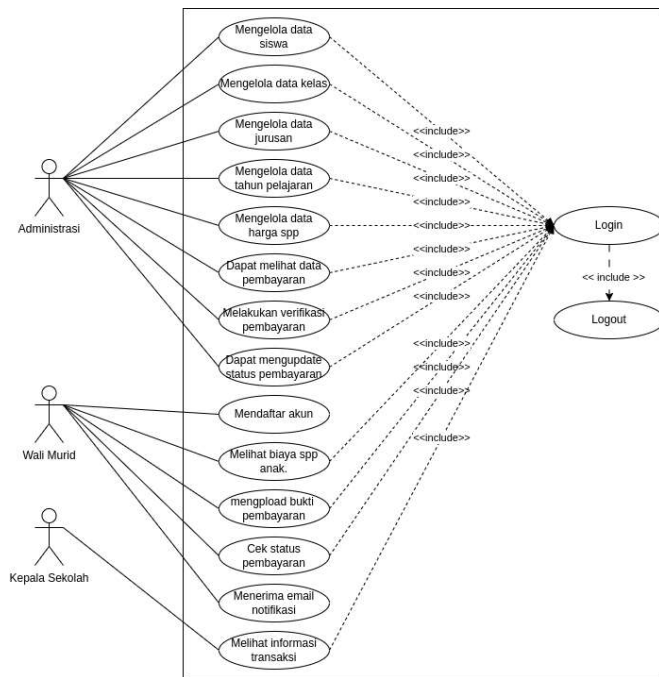 Mengelola data
siswa
Mengelola data kelas
Mengelola data
jurusan
Mengelola data
tahun pelajaran
Mengelola data
harga spp
Dapat melihat data
pembayaran
Melakukan verifikasi
pembayaran
Dapat mengupdate
status pembayaran
Mendaftar akun
Melihat biaya spp
anak.
mengpload bukti
pembayaran
Cek status
pembayaran
Menerima email
notifikasi
Melihat informasi
transaksi
Administrasi
Wali Murid
Kepala Sekolah
<<include>>
<<include>>
<<include>>
<<include>>
<<include>>
<<include>>
<<include>>
<<include>>
<<include>>
<<include>>
<<include>>
<<include>>
Login
<< include >>
Logout